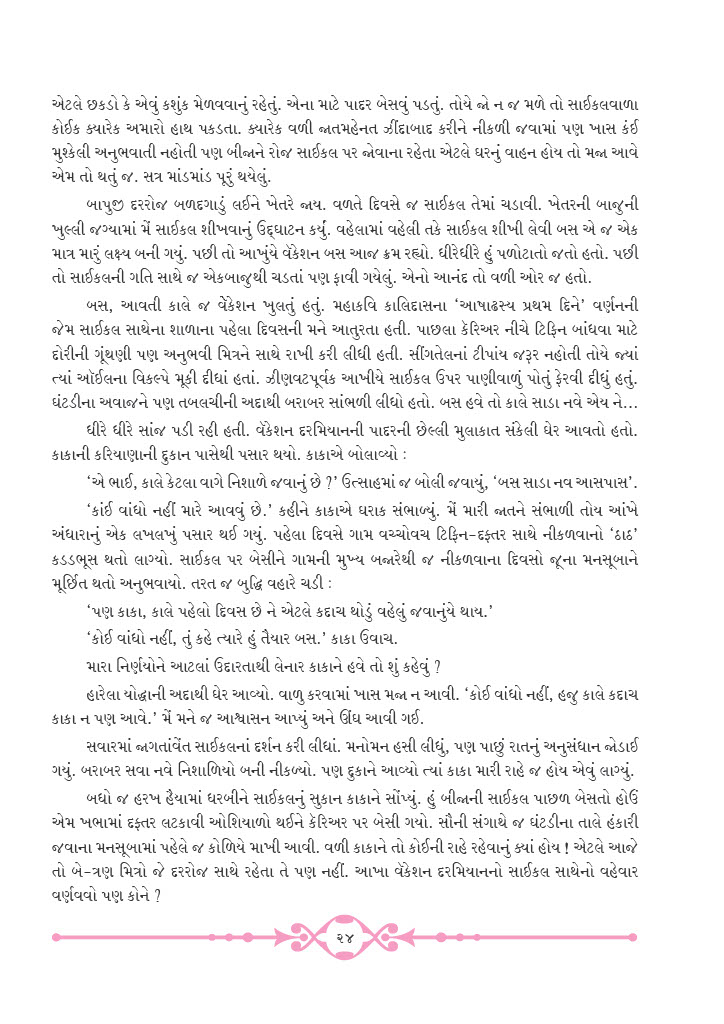 એટલે છકડો કે એવું કશુંક મેળવવાનું રહેતું. એના માટે પાદર બેસવું પડતું. તોયે જો ન જ મળે તો સાઈકલવાળા
કોઈક ક્યારેક અમારો હાથ પકડતા. ક્યારેક વળી જાતમહેનત ઝીંદાબાદ કરીને નીકળી જવામાં પણ ખાસ કંઈ
મુશ્કેલી અનુભવાતી નહોતી પણ બીજાને રોજ સાઈકલ પર જોવાના રહેતા એટલે ઘરનું વાહન હોય તો મજા આવે
એમ તો થતું જ. સત્ર માંડમાંડ પૂરું થયેલું.
બાપુજી દરરોજ બળદગાડું લઈને ખેતરે જાય. વળતે દિવસે જ સાઈકલ તેમાં ચડાવી. ખેતરની બાજુની
ખુલ્લી જગ્યામાં મેં સાઈકલ શીખવાનું ઉદ્ઘાટન કર્યું. વહેલામાં વહેલી તકે સાઈકલ શીખી લેવી બસ એ જ એક
માત્ર મારું લક્ષ્ય બની ગયું. પછી તો આખુંયે વૅકેશન બસ આજ ક્રમ રહ્યો. ધીરેધીરે હું પળોટાતો જતો હતો. પછી
તો સાઈકલની ગતિ સાથે જ એકબાજુથી ચડતાં પણ ફાવી ગયેલું. એનો આનંદ તો વળી ઓર જ હતો.
બસ, આવતી કાલે જ વૅકેશન ખુલતું હતું. મહાકવિ કાલિદાસના ‘આષાઢસ્ય પ્રથમ દિને’ વર્ણનની
જેમ સાઈકલ સાથેના શાળાના પહેલા દિવસની મને આતુરતા હતી. પાછલા કૅરિઅર નીચે ટિફિન બાંધવા માટે
દોરીની ગૂંથણી પણ અનુભવી મિત્રને સાથે રાખી કરી લીધી હતી. સીંગતેલનાં ટીપાંય જરૂર નહોતી તોયે જ્યાં
ત્યાં ઑઈલના વિકલ્પે મૂકી દીધાં હતાં. ઝીણવટપૂર્વક આખીયે સાઈકલ ઉપર પાણીવાળું પોતું ફેરવી દીધું હતું.
ઘંટડીના અવાજને પણ તબલચીની અદાથી બરાબર સાંભળી લીધો હતો. બસ હવે તો કાલે સાડા નવે એય ને...
ધીરે ધીરે સાંજ પડી રહી હતી. વૅકેશન દરમિયાનની પાદરની છેલ્લી મુલાકાત સંકેલી ઘેર આવતો હતો.
કાકાની કરિયાણાની દુકાન પાસેથી પસાર થયો. કાકાએ બોલાવ્યો :
‘એ ભાઈ, કાલે કેટલા વાગે નિશાળે જવાનું છે ?’ ઉત્સાહમાં જ બોલી જવાયું, ‘બસ સાડા નવ આસપાસ’.
‘કાંઈ વાંધો નહીં મારે આવવું છે.’ કહીને કાકાએ ઘરાક સંભાળ્યું. મેં મારી જાતને સંભાળી તોય આંખે
અંધારાનું એક લખલખું પસાર થઈ ગયું. પહેલા દિવસે ગામ વચ્ચોવચ ટિફિન-દફ્તર સાથે નીકળવાનો ‘ઠાઠ’
કડડભૂસ થતો લાગ્યો. સાઈકલ પર બેસીને ગામની મુખ્ય બજારેથી જ નીકળવાના દિવસો જૂના મનસૂબાને
મૂર્છિત થતો અનુભવાયો. તરત જ બુદ્ધિ વહારે ચડી :
‘પણ કાકા, કાલે પહેલો દિવસ છે ને એટલે કદાચ થોડું વહેલું જવાનુંયે થાય.’
‘કોઈ વાંધો નહીં, તું કહે ત્યારે હું તૈયાર બસ.’ કાકા ઉવાચ.
મારા નિર્ણયોને આટલાં ઉદારતાથી લેનાર કાકાને હવે તો શું કહેવું ?
હારેલા યોદ્ધાની અદાથી ઘેર આવ્યો. વાળુ કરવામાં ખાસ મજા ન આવી. ‘કોઈ વાંધો નહીં, હજુ કાલે કદાચ
કાકા ન પણ આવે.’ મેં મને જ આશ્વાસન આપ્યું અને ઊંઘ આવી ગઈ.
સવારમાં જાગતાંવેંત સાઈકલનાં દર્શન કરી લીધાં. મનોમન હસી લીધું, પણ પાછું રાતનું અનુસંધાન જોડાઈ
ગયું. બરાબર સવા નવે નિશાળિયો બની નીકળ્યો. પણ દુકાને આવ્યો ત્યાં કાકા મારી રાહે જ હોય એવું લાગ્યું.
બધો જ હરખ હૈયામાં ધરબીને સાઈકલનું સુકાન કાકાને સોંપ્યું. હું બીજાની સાઈકલ પાછળ બેસતો હોઉં
એમ ખભામાં દફ્તર લટકાવી ઓશિયાળો થઈને કૅરિઅર પર બેસી ગયો. સૌની સંગાથે જ ઘંટડીના તાલે હંકારી
જવાના મનસૂબામાં પહેલે જ કોળિયે માખી આવી. વળી કાકાને તો કોઈની રાહે રહેવાનું ક્યાં હોય ! એટલે આજે
તો બે-ત્રણ મિત્રો જે દરરોજ સાથે રહેતા તે પણ નહીં. આખા વૅકેશન દરમિયાનનો સાઈકલ સાથેનો વહેવાર
વર્ણવવો પણ કોને ?
૨૪